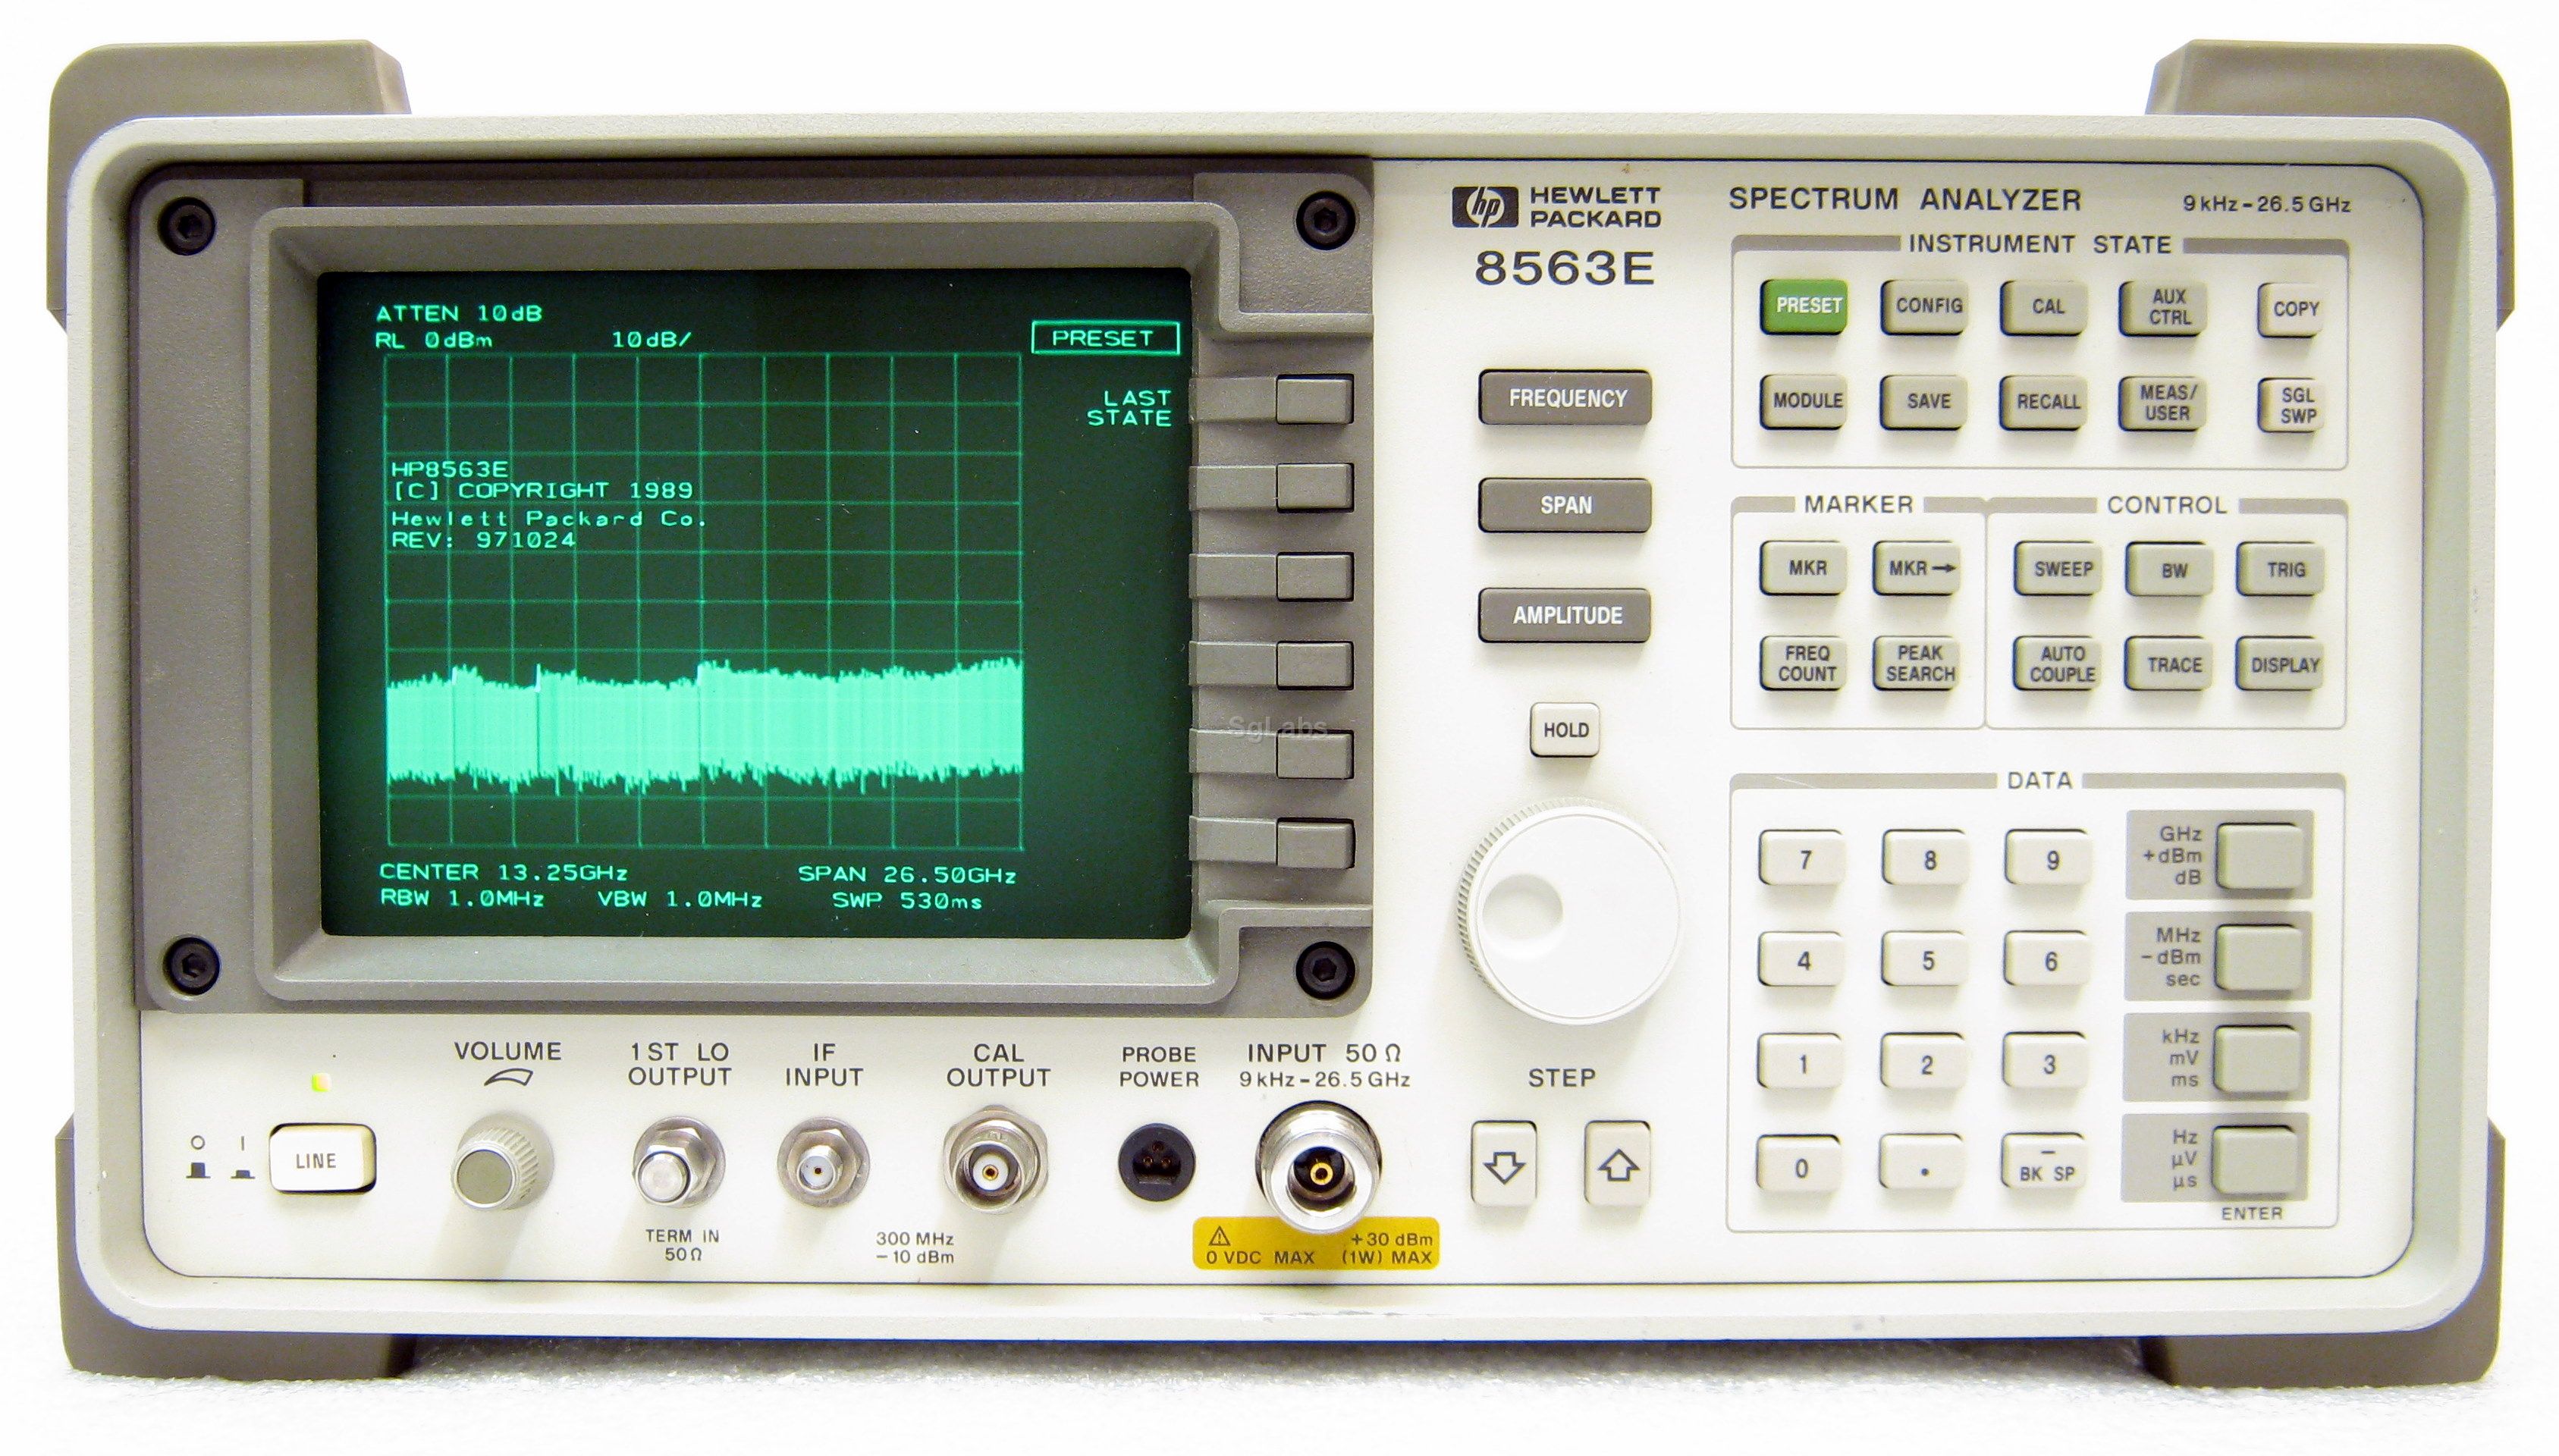 hp HEWLETT
PACKARD
8563E
SPECTRUM ANALYZER 9 kHz – 26.5 GHz
ATTEN 10dB
RL 0dBm 10dB/
PRESET
LAST
STATE
HP8563E
[C] COPYRIGHT 1989
Hewlett Packard Co.
REV: 971024
CENTER 13.25GHz SPAN 26.50GHz
RBW 1.0MHz VBW 1.0MHz SWP 530ms
SgLabs
FREQUENCY
SPAN
AMPLITUDE
HOLD
STEP
INSTRUMENT STATE
PRESET CONFIG CAL AUX
CTRL COPY
MODULE SAVE RECALL MEAS/
USER SGL
SWP
MARKER
MKR MKR→
FREQ
COUNT PEAK
SEARCH
CONTROL
SWEEP BW TRIG
AUTO
COUPLE TRACE DISPLAY
DATA
7 8 9 GHz
+dBm
dB
4 5 6 MHz
−dBm
sec
1 2 3 kHz
mV
ms
0 . –
BK SP Hz
µV
µs
ENTER
O I
LINE
VOLUME
1ST LO
OUTPUT
TERM IN
50Ω
IF
INPUT
CAL
OUTPUT
300 MHz
−10 dBm
PROBE
POWER
INPUT 50 Ω
9 kHz – 26.5 GHz
+30 dBm
0 VDC MAX (1W) MAX